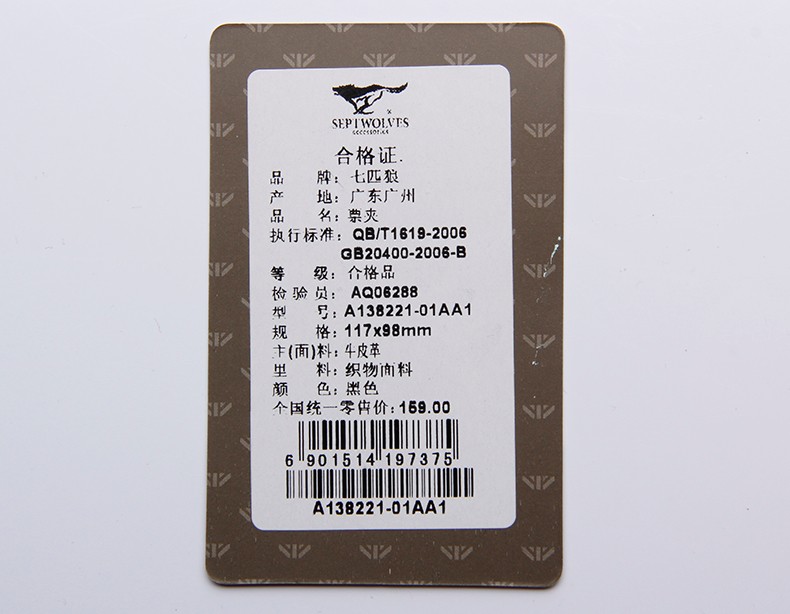 SEPTWOLVES
accessories
合格证.
品 牌：七匹狼
产 地：广东广州
品 名：票夹
执行标准：QB/T1619-2006
GB20400-2006-B
等 级：合格品
检验员：AQ06288
型 号：A138221-01AA1
规 格：117x98mm
主(面)料：牛皮革
里 料：织物面料
颜 色：黑色
全国统一零售价：159.00
6 901514 197375
A138221-01AA1